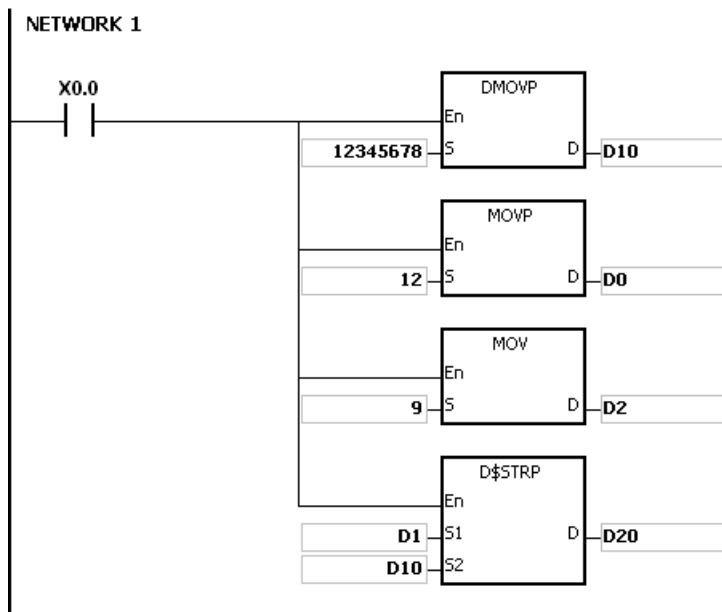 NETWORK 1
X0.0
DMOVP
En
12345678 S D D10
MOVP
En
12 S D D0
MOV
En
9 S D D2
D$STRP
En
D1 S1 D D20
D10 S2